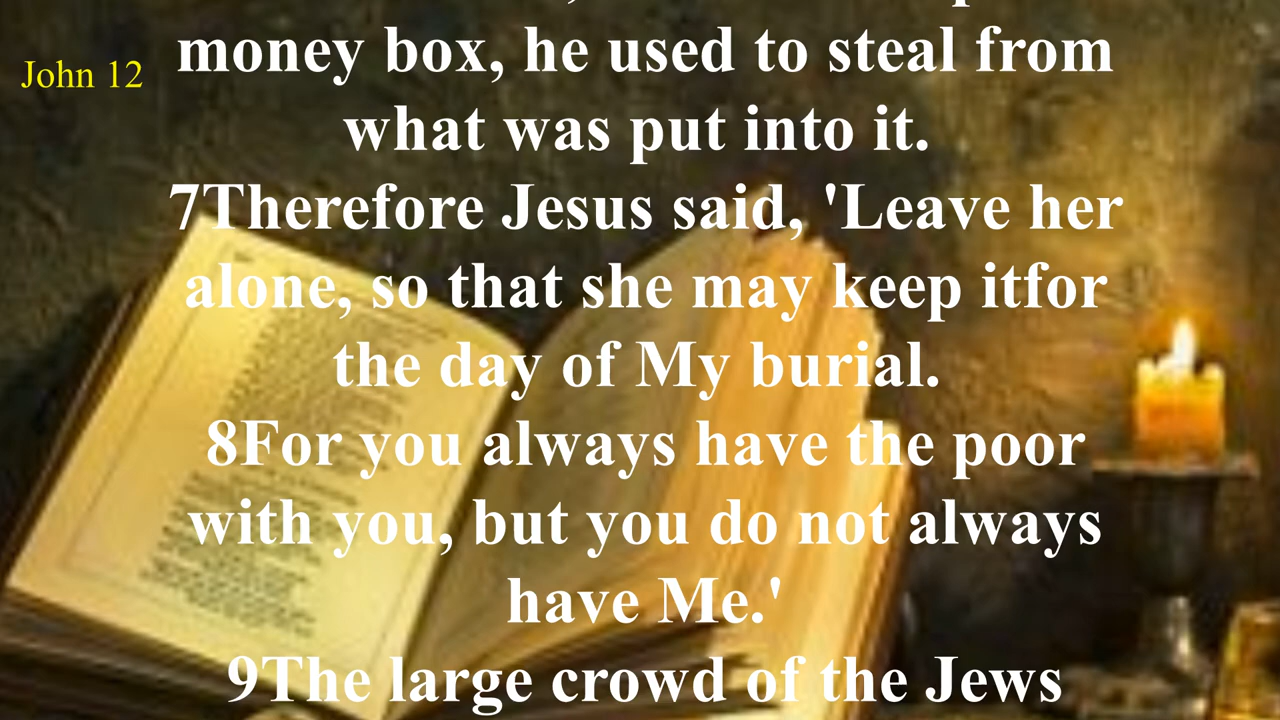 John 12
money box, he used to steal from
what was put into it.
7Therefore Jesus said, 'Leave her
alone, so that she may keep itfor
the day of My burial.
8For you always have the poor
with you, but you do not always
have Me.'
9The large crowd of the Jews